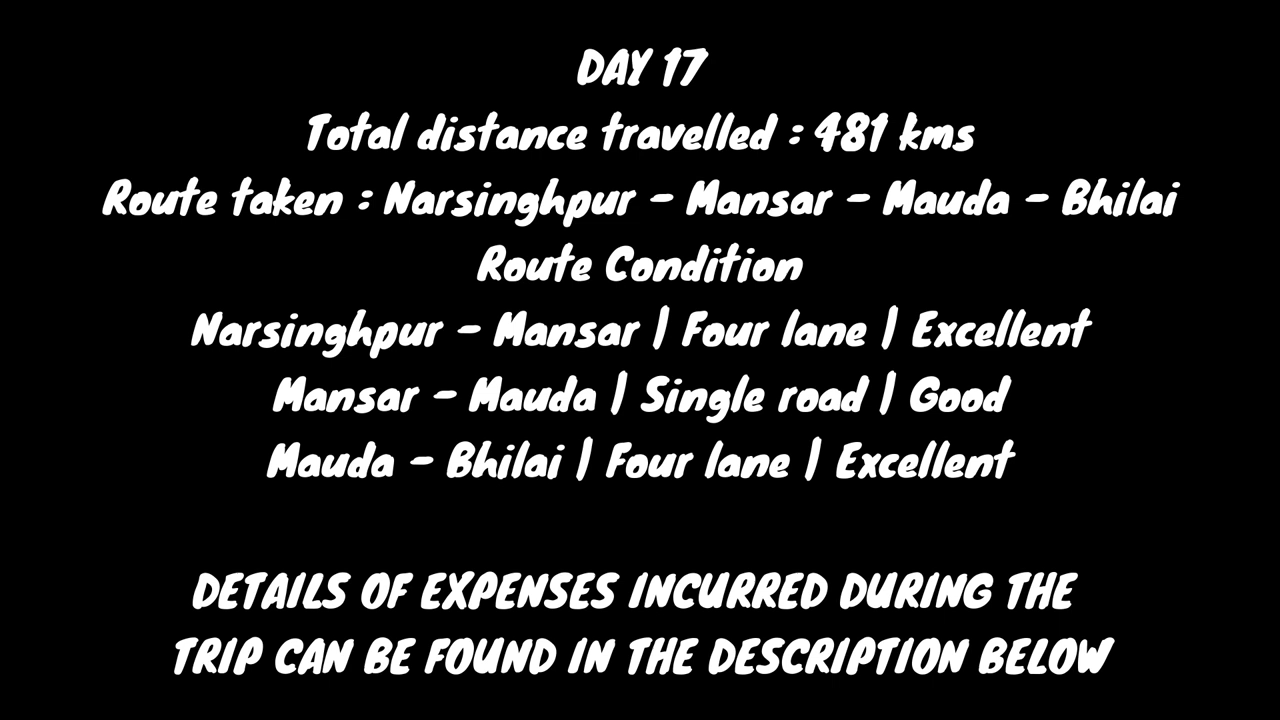 DAY 17
Total distance travelled : 481 kms
Route taken : Narsinghpur - Mansar - Mauda - Bhilai
Route Condition
Narsinghpur - Mansar | Four lane | Excellent
Mansar - Mauda | Single road | Good
Mauda - Bhilai | Four lane | Excellent
DETAILS OF EXPENSES INCURRED DURING THE
TRIP CAN BE FOUND IN THE DESCRIPTION BELOW